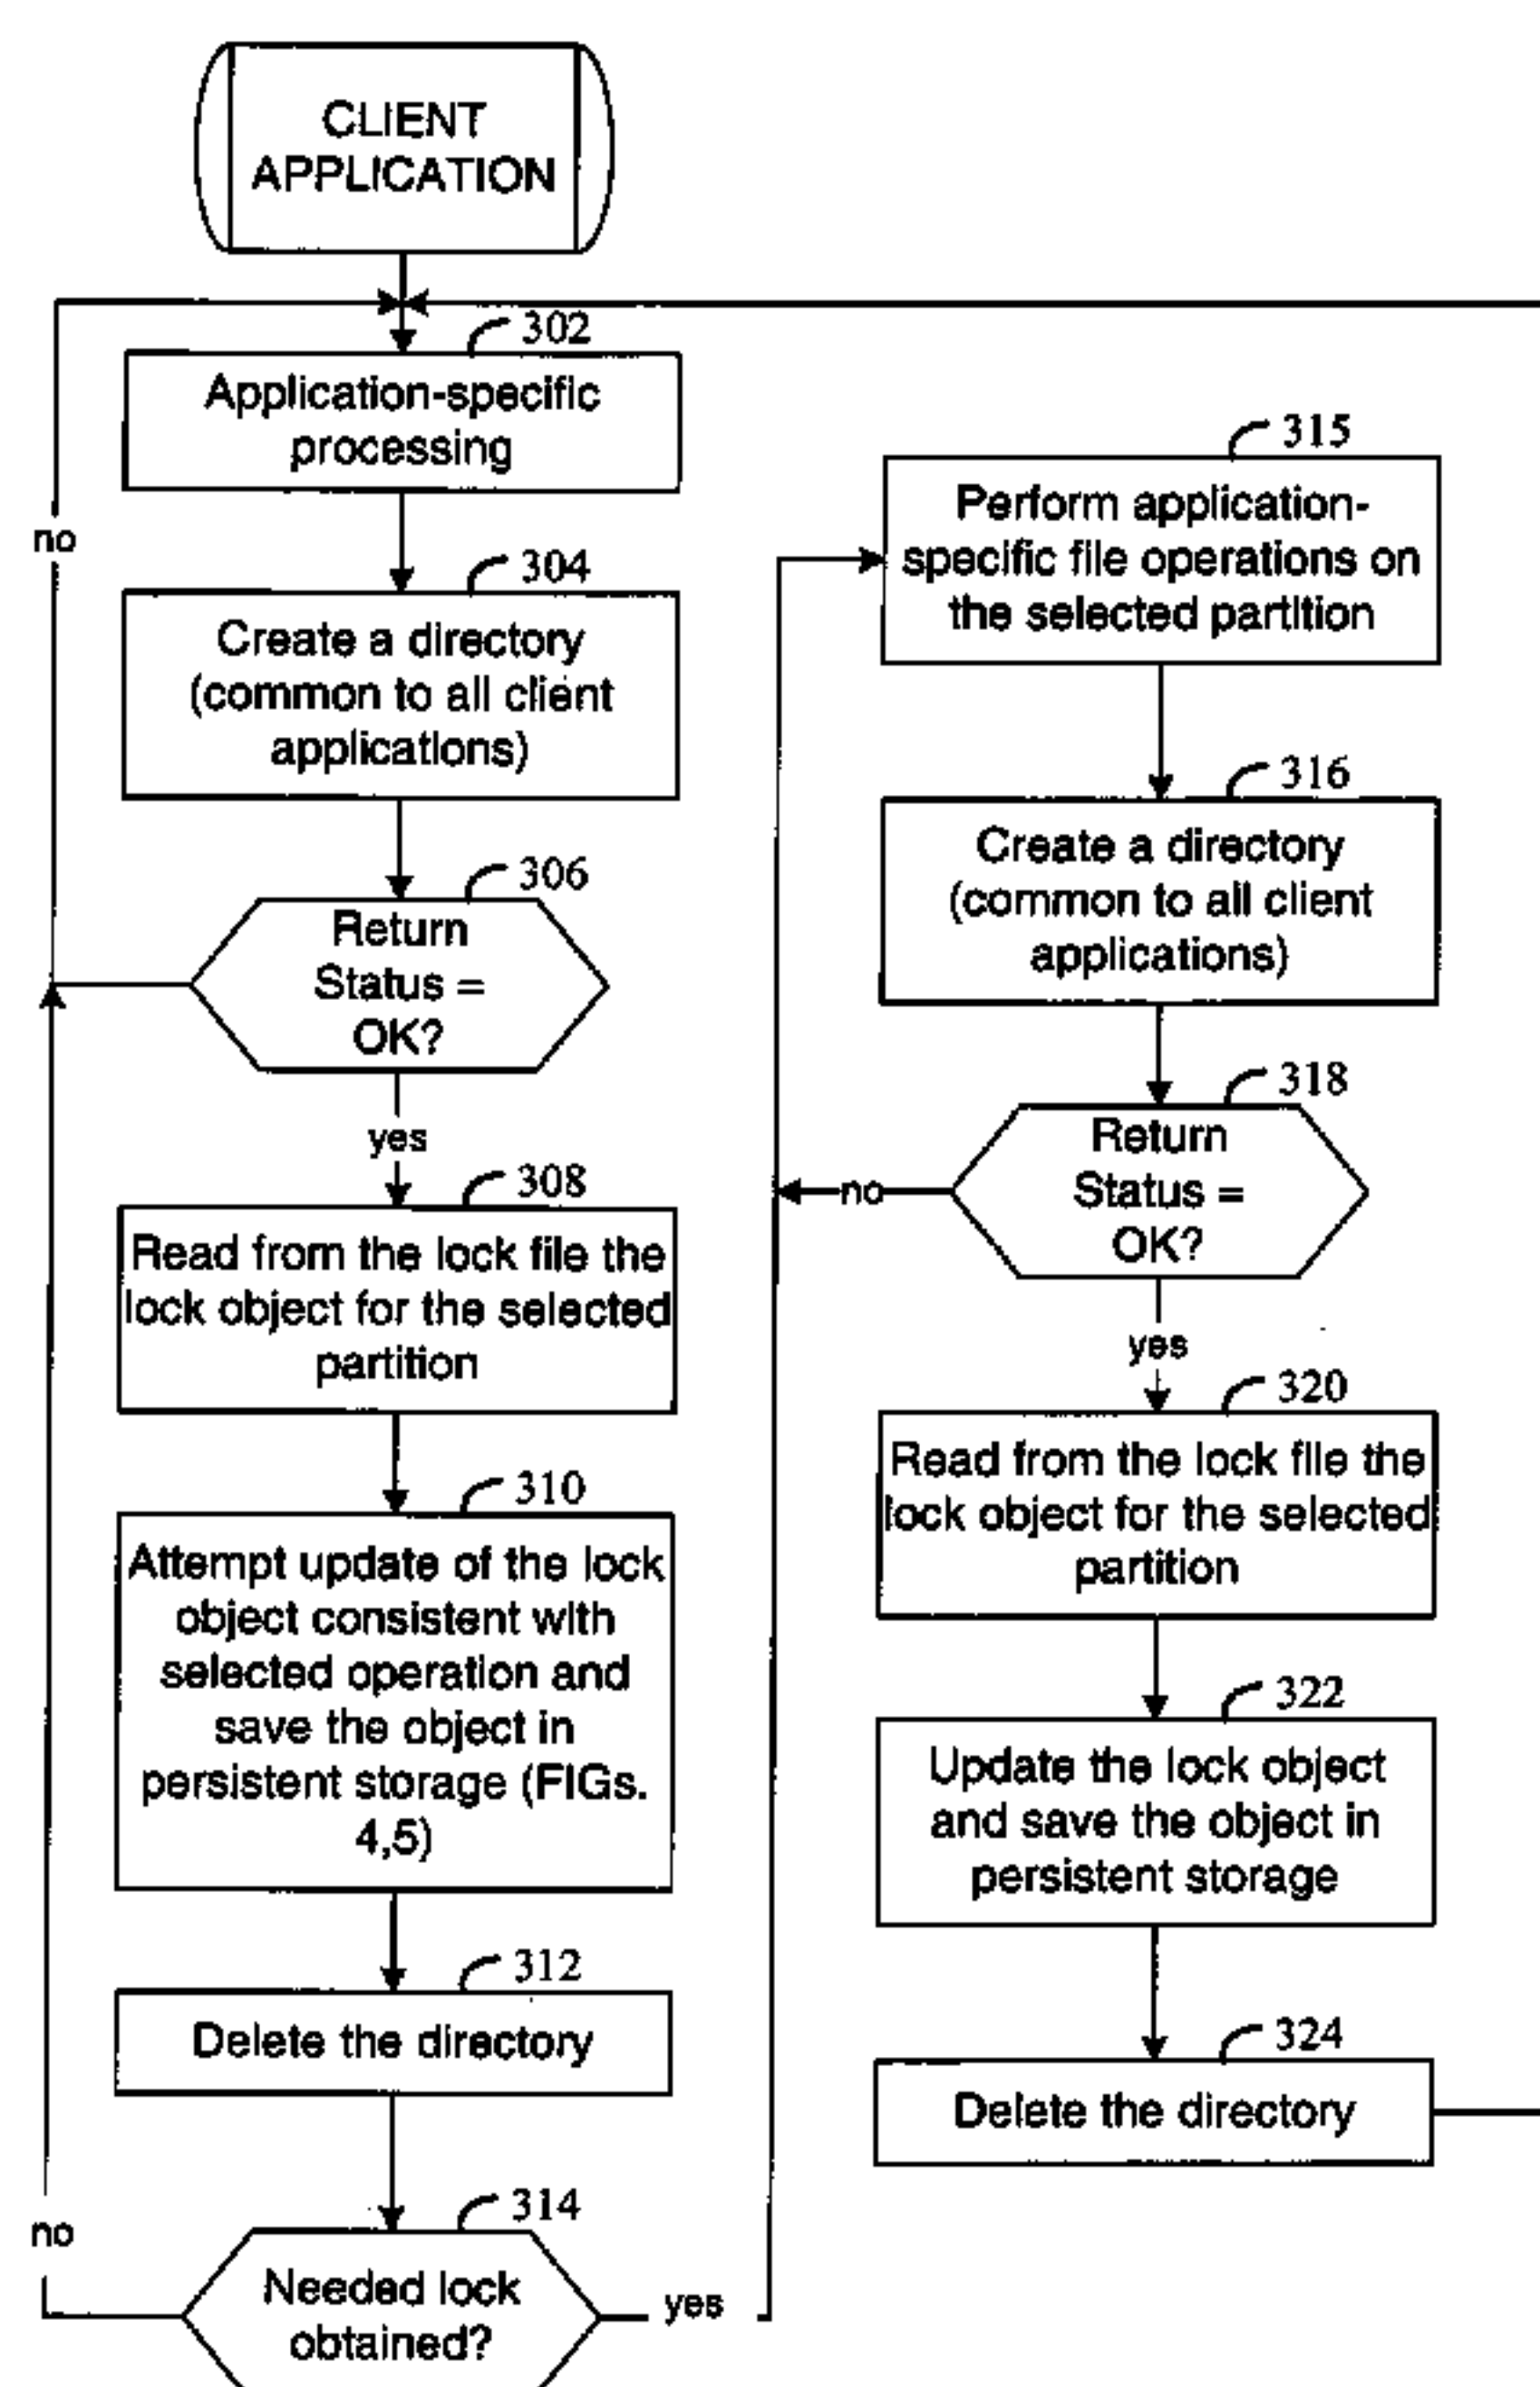 CLIENT
APPLICATION
302
Application-specific
processing
no
304
Create a directory
(common to all client
applications)
306
Return
Status =
OK?
yes
308
Read from the lock file the
lock object for the selected
partition
310
Attempt update of the lock
object consistent with
selected operation and
save the object in
persistent storage (FIGs.
4,5)
312
Delete the directory
314
no
Needed lock
obtained?
yes
315
Perform application-
specific file operations on
the selected partition
316
Create a directory
(common to all client
applications)
318
Return
Status =
OK?
no
yes
320
Read from the lock file the
lock object for the selected
partition
322
Update the lock object
and save the object in
persistent storage
324
Delete the directory